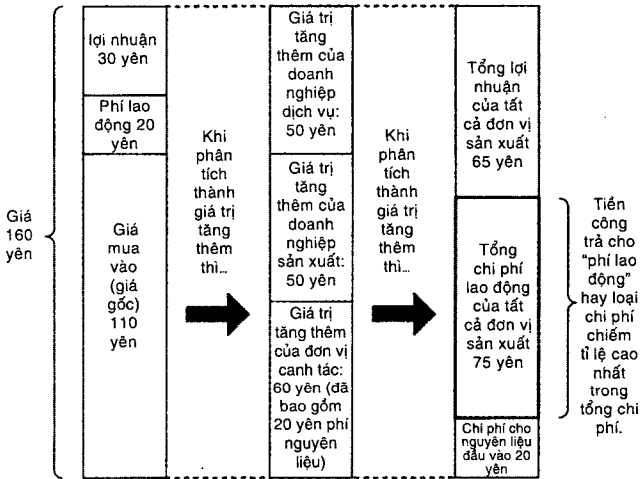 Giá
160
yên
lợi nhuận
30 yên
Phí lao
động 20
yên
Giá
mua
vào
(giá
gốc)
110
yên
Khi
phân
tích
thành
giá trị
tăng
thêm
thì...
Giá trị
tăng
thêm của
doanh
nghiệp
dịch vụ:
50 yên
Giá trị
tăng
thêm của
doanh
nghiệp
sản xuất:
50 yên
Giá trị
tăng thêm
của đơn vị
canh tác:
60 yên (đã
bao gồm
20 yên phí
nguyên
liệu)
Khi
phân
tích
thành
giá trị
tăng
thêm
thì...
Tổng lợi
nhuận
của tất
cả đơn vị
sản xuất
65 yên
Tổng
chi phí
lao động
của tất
cả đơn vị
sản xuất
75 yên
Chi phí cho
nguyên liệu
đầu vào 20
yên
Tiền
công
trả cho
“phí lao
động”
hay loại
chi phí
chiếm
tỉ lệ cao
nhất
trong
tổng chi
phí.